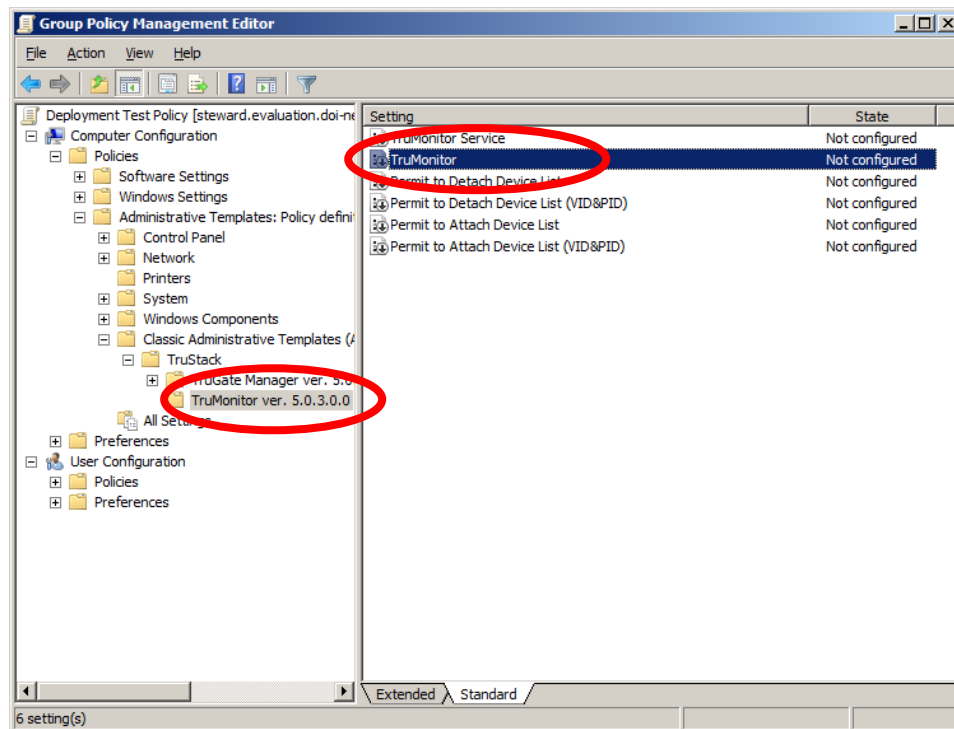 Group Policy Management Editor
File Action View Help
Deployment Test Policy [steward.evaluation.doi-ne
Computer Configuration
Policies
Software Settings
Windows Settings
Administrative Templates: Policy defini
Control Panel
Network
Printers
System
Windows Components
Classic Administrative Templates (A
TruStack
TruGate Manager ver. 5.0
TruMonitor ver. 5.0.3.0.0
All Settings
Preferences
User Configuration
Policies
Preferences
Setting State
TruMonitor Service Not configured
TruMonitor Not configured
Permit to Detach Device List Not configured
Permit to Detach Device List (VID&PID) Not configured
Permit to Attach Device List Not configured
Permit to Attach Device List (VID&PID) Not configured
Extended Standard
6 setting(s)